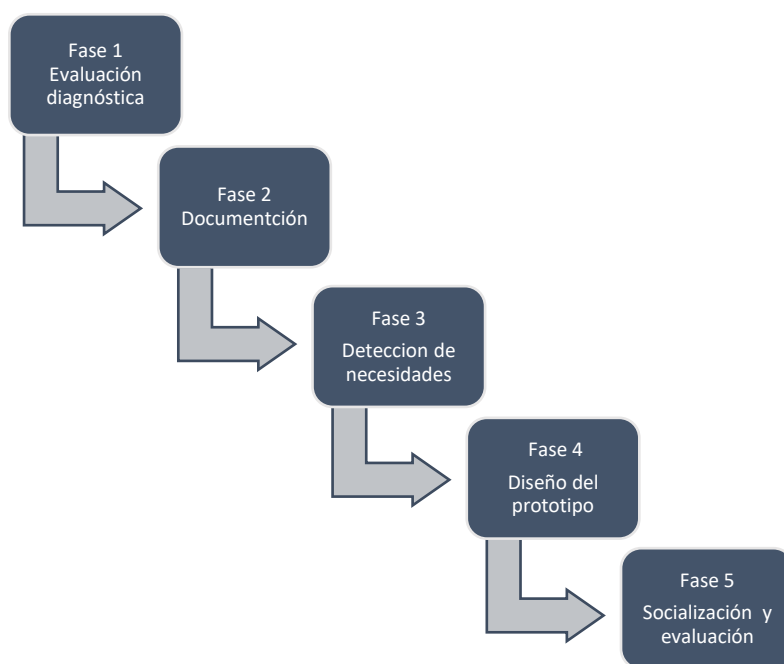 Fase 1
Evaluación
diagnóstica
Fase 2
Documentción
Fase 3
Deteccion de
necesidades
Fase 4
Diseño del
prototipo
Fase 5
Socialización y
evaluación